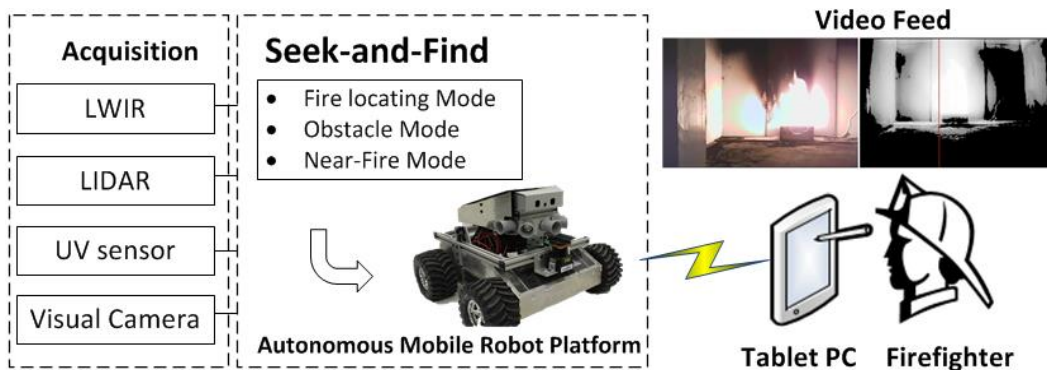 Acquisition
LWIR
LIDAR
UV sensor
Visual Camera
Seek-and-Find
• Fire locating Mode
• Obstacle Mode
• Near-Fire Mode
Autonomous Mobile Robot Platform
Video Feed
Tablet PC
Firefighter